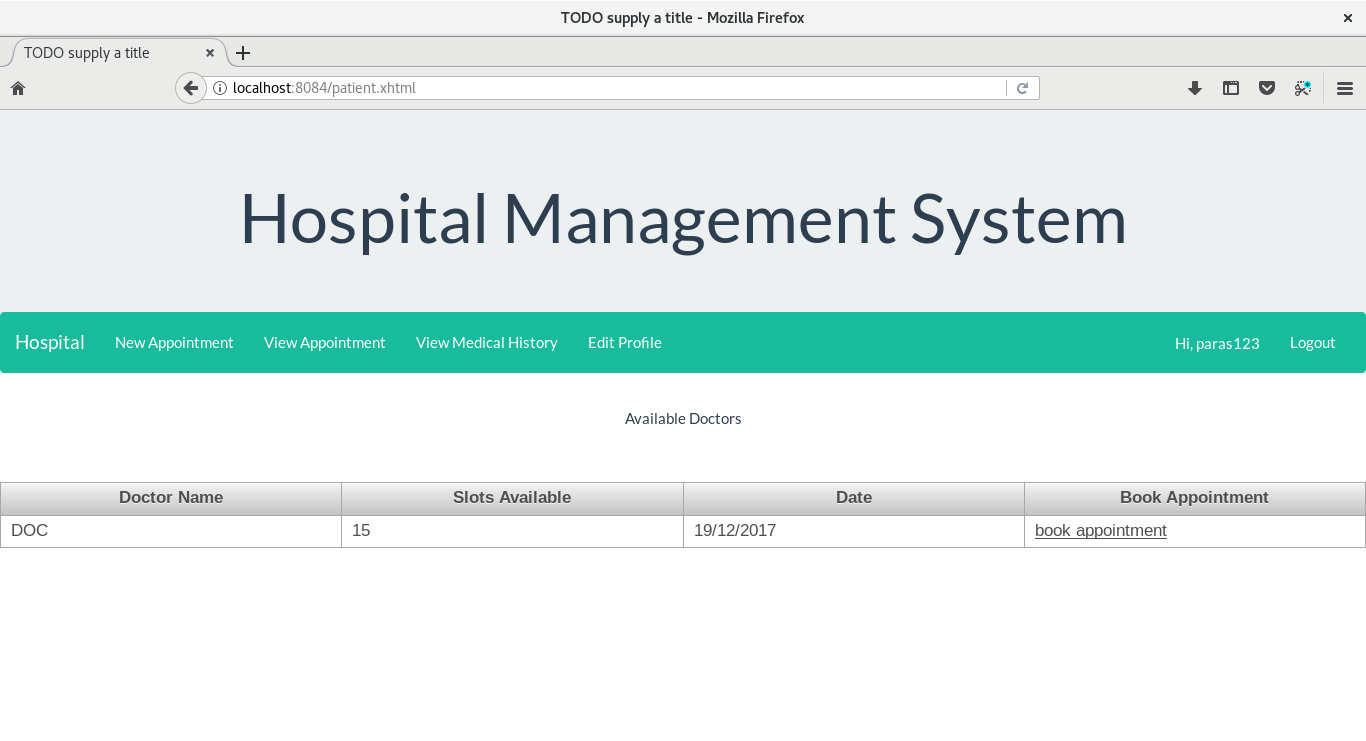 TODO supply a title - Mozilla Firefox
TODO supply a title
localhost:8084/patient.xhtml
Hospital Management System
Hospital New Appointment View Appointment View Medical History Edit Profile Hi, paras123 Logout
Available Doctors
Doctor Name Slots Available Date Book Appointment
DOC 15 19/12/2017 book appointment